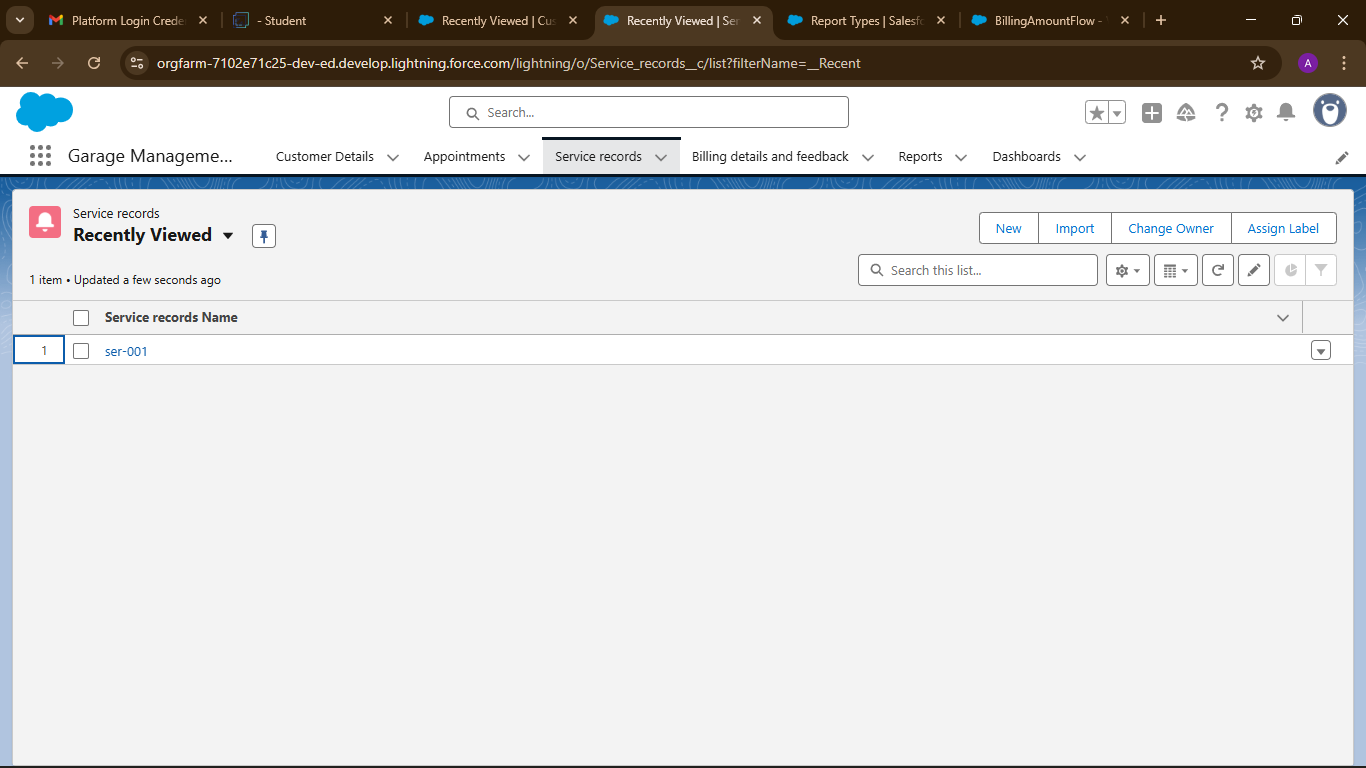 Platform Login Crede
- Student
Recently Viewed | Cus
Recently Viewed | Ser
Report Types | Salesfo
BillingAmountFlow -
orgfarm-7102e71c25-dev-ed.develop.lightning.force.com/lightning/o/Service_records__c/list?filterName=__Recent
A
Search...
Garage Manageme...
Customer Details
Appointments
Service records
Billing details and feedback
Reports
Dashboards
Service records
Recently Viewed
New
Import
Change Owner
Assign Label
1 item • Updated a few seconds ago
Search this list...
Service records Name
1
ser-001